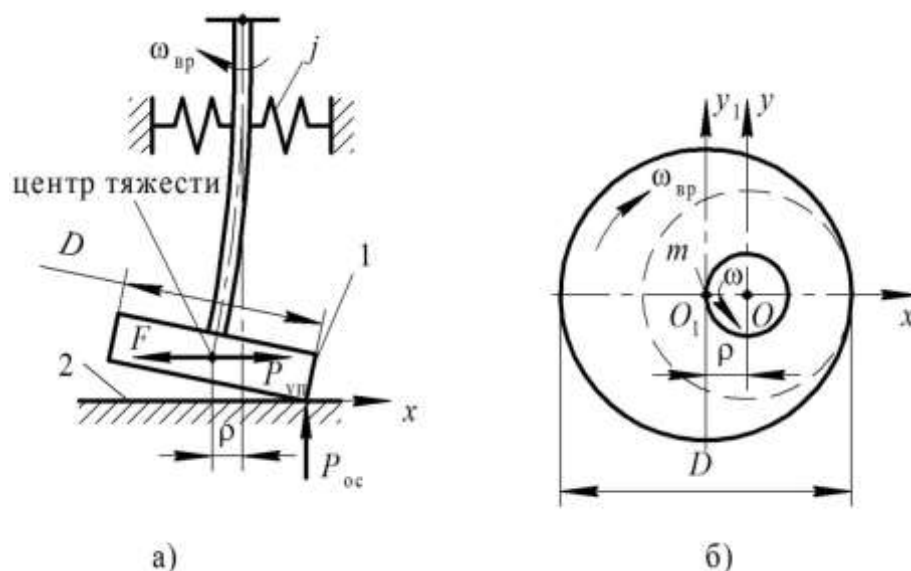 ω вр
j
центр тяжести
D
1
F
P уп
2
x
ρ
P ос
а)
y₁
y
ω вр
m
ω
O₁
O
x
ρ
D
б)